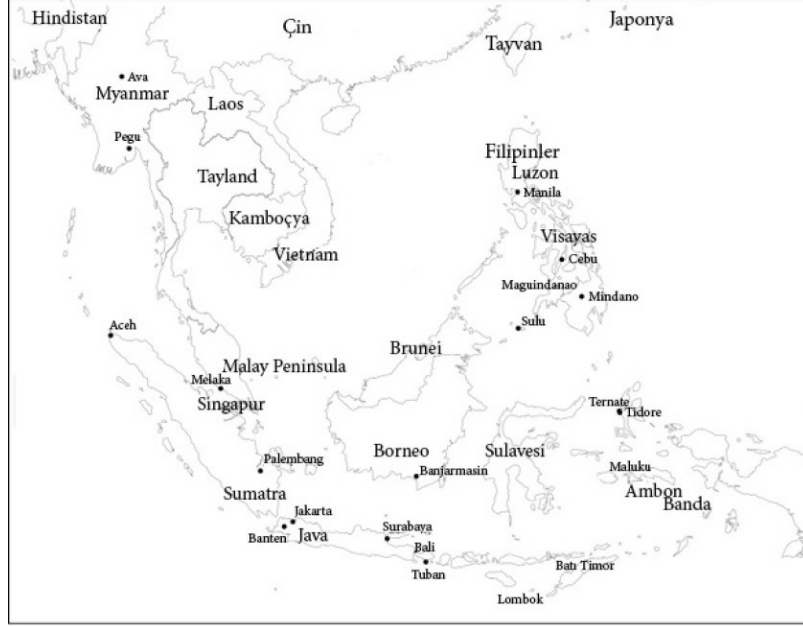 Hindistan
Çin
Japonya
Tayvan
Ava
Myanmar
Laos
Pegu
Filipinler
Luzon
Tayland
Manila
Kamboçya
Visayas
Vietnam
Cebu
Maguindanao
Mindano
Sulu
Aceh
Brunei
Malay Peninsula
Melaka
Singapur
Ternate
Tidore
Borneo
Sulavesi
Palembang
Banjarmasin
Maluku
Sumatra
Ambon
Banda
Jakarta
Surabaya
Banten
Java
Bali
Batı Timor
Tuban
Lombok